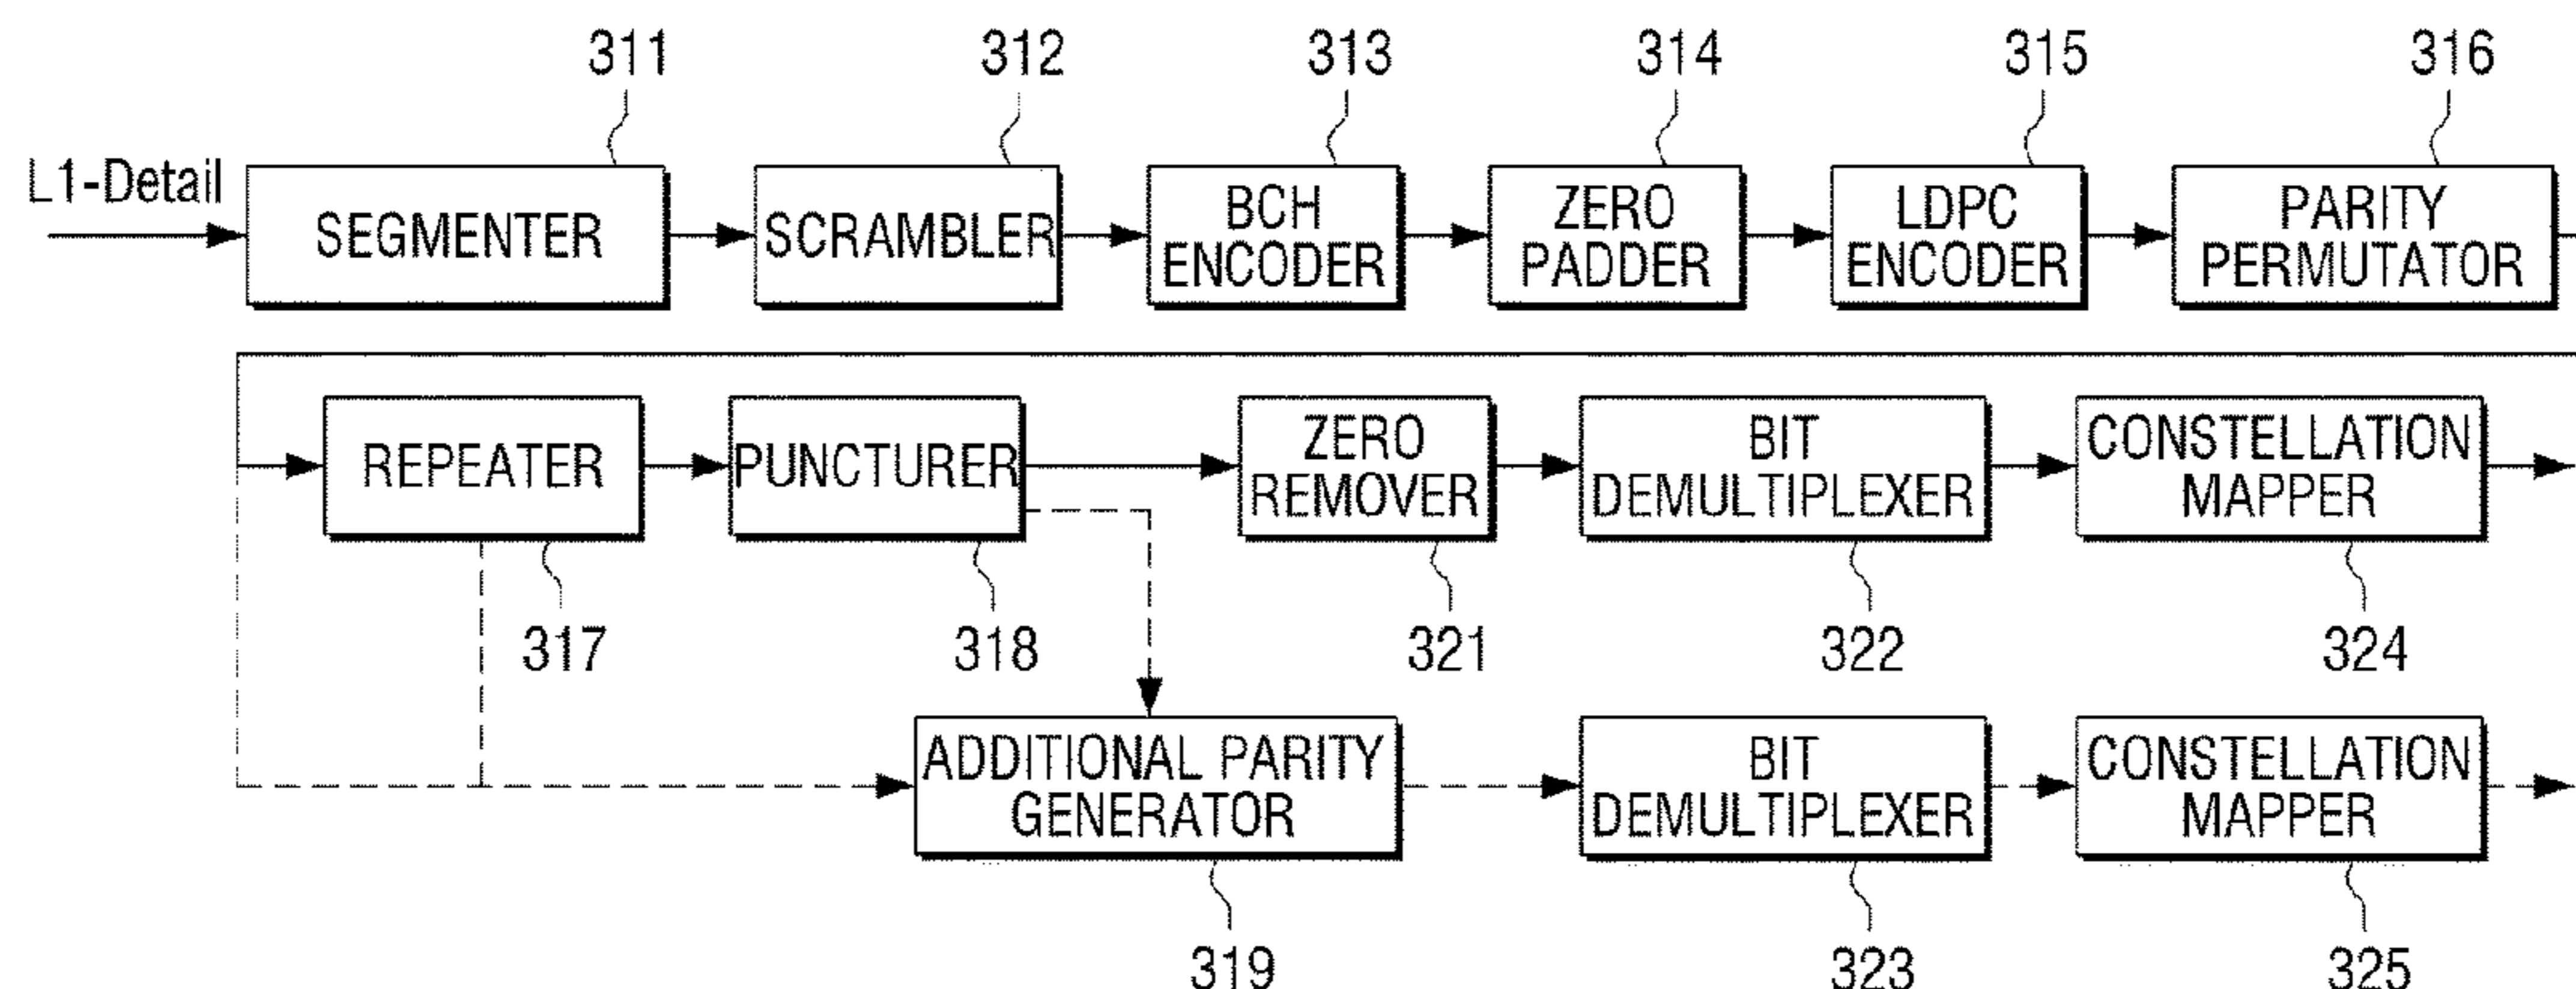 311
312
313
314
315
316
L1-Detail
SEGMENTER
SCRAMBLER
BCH
ENCODER
ZERO
PADDER
LDPC
ENCODER
PARITY
PERMUTATOR
REPEATER
PUNCTURER
ZERO
REMOVER
BIT
DEMULTIPLEXER
CONSTELLATION
MAPPER
317
318
321
322
324
ADDITIONAL PARITY
GENERATOR
BIT
DEMULTIPLEXER
CONSTELLATION
MAPPER
319
323
325